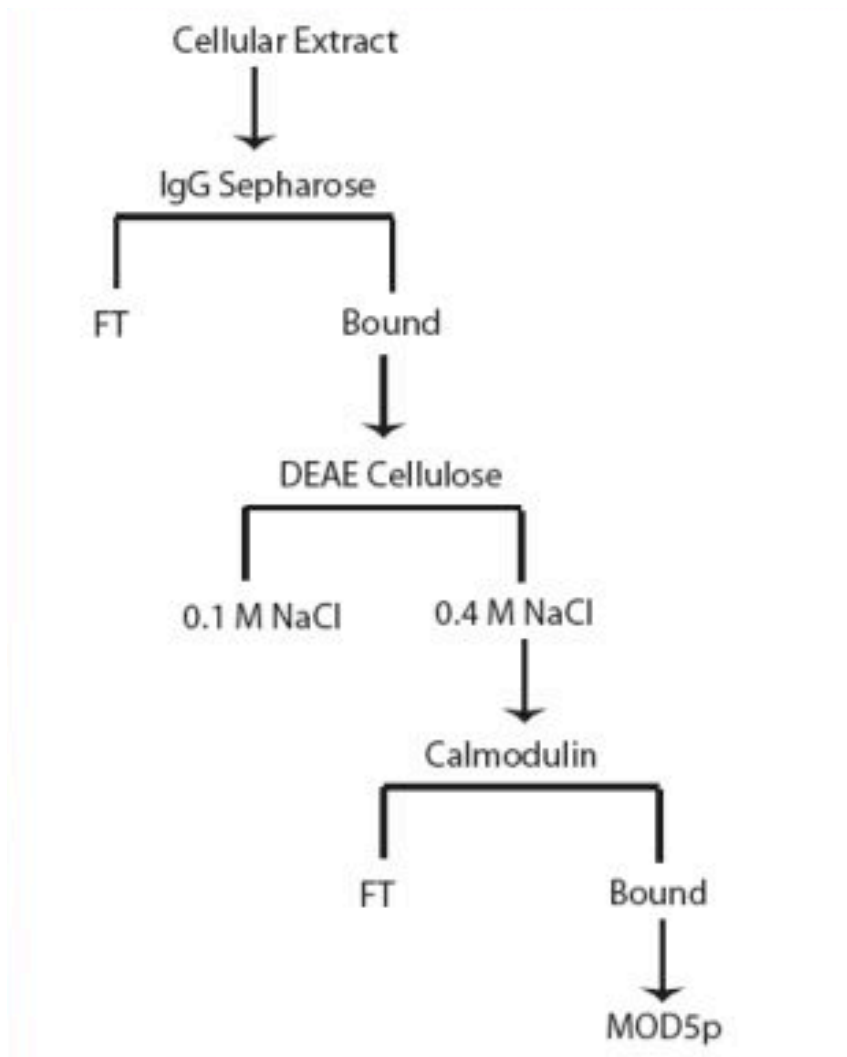 Cellular Extract
IgG Sepharose
FT
Bound
DEAE Cellulose
0.1 M NaCl
0.4 M NaCl
Calmodulin
FT
Bound
MOD5p